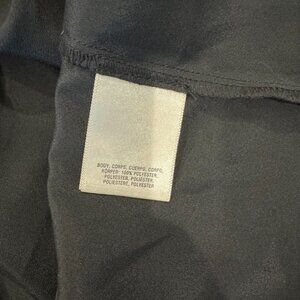 BODY, CORPS, CUERPO, CORPO,
KÖRPER: 100% POLYESTER,
POLYESTER, POLIÉSTER,
POLIESTERE, POLYESTER